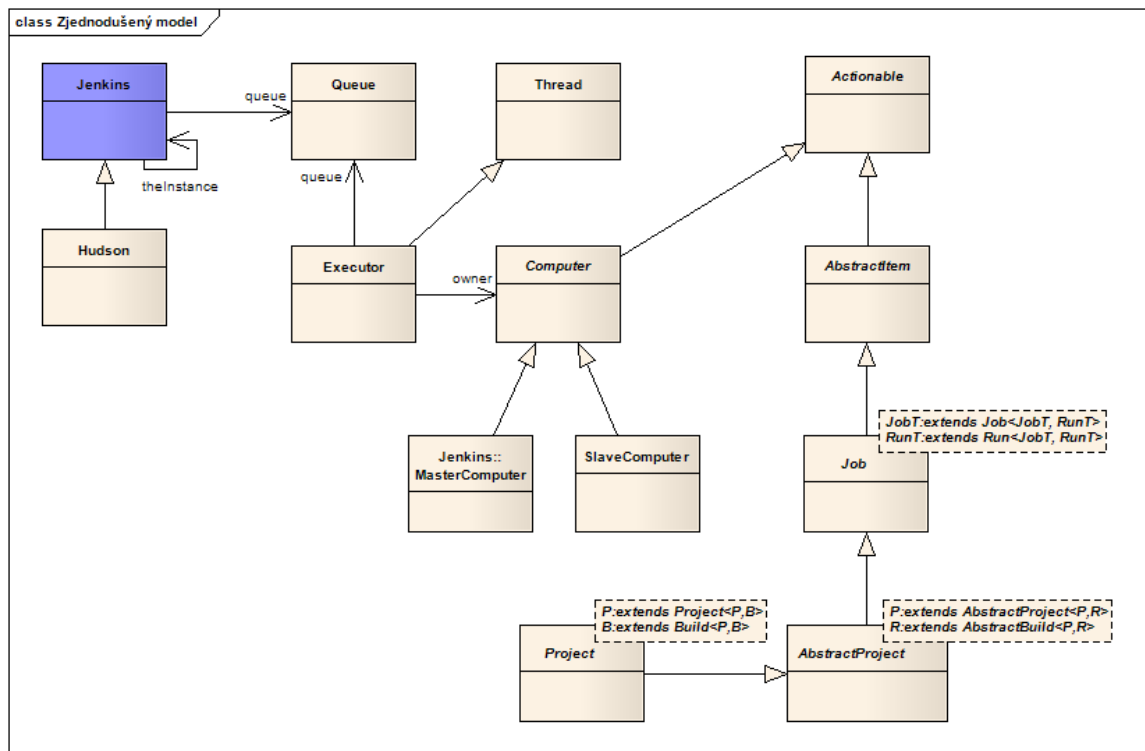 class Zjednodušený model
Jenkins
Queue
Thread
Actionable
queue
theInstance
queue
Hudson
Executor
owner
Computer
AbstractItem
JobT:extends Job<JobT, RunT>
RunT:extends Run<JobT, RunT>
Jenkins::
MasterComputer
SlaveComputer
Job
P:extends Project<P,B>
B:extends Build<P,B>
P:extends AbstractProject<P,R>
R:extends AbstractBuild<P,R>
Project
AbstractProject